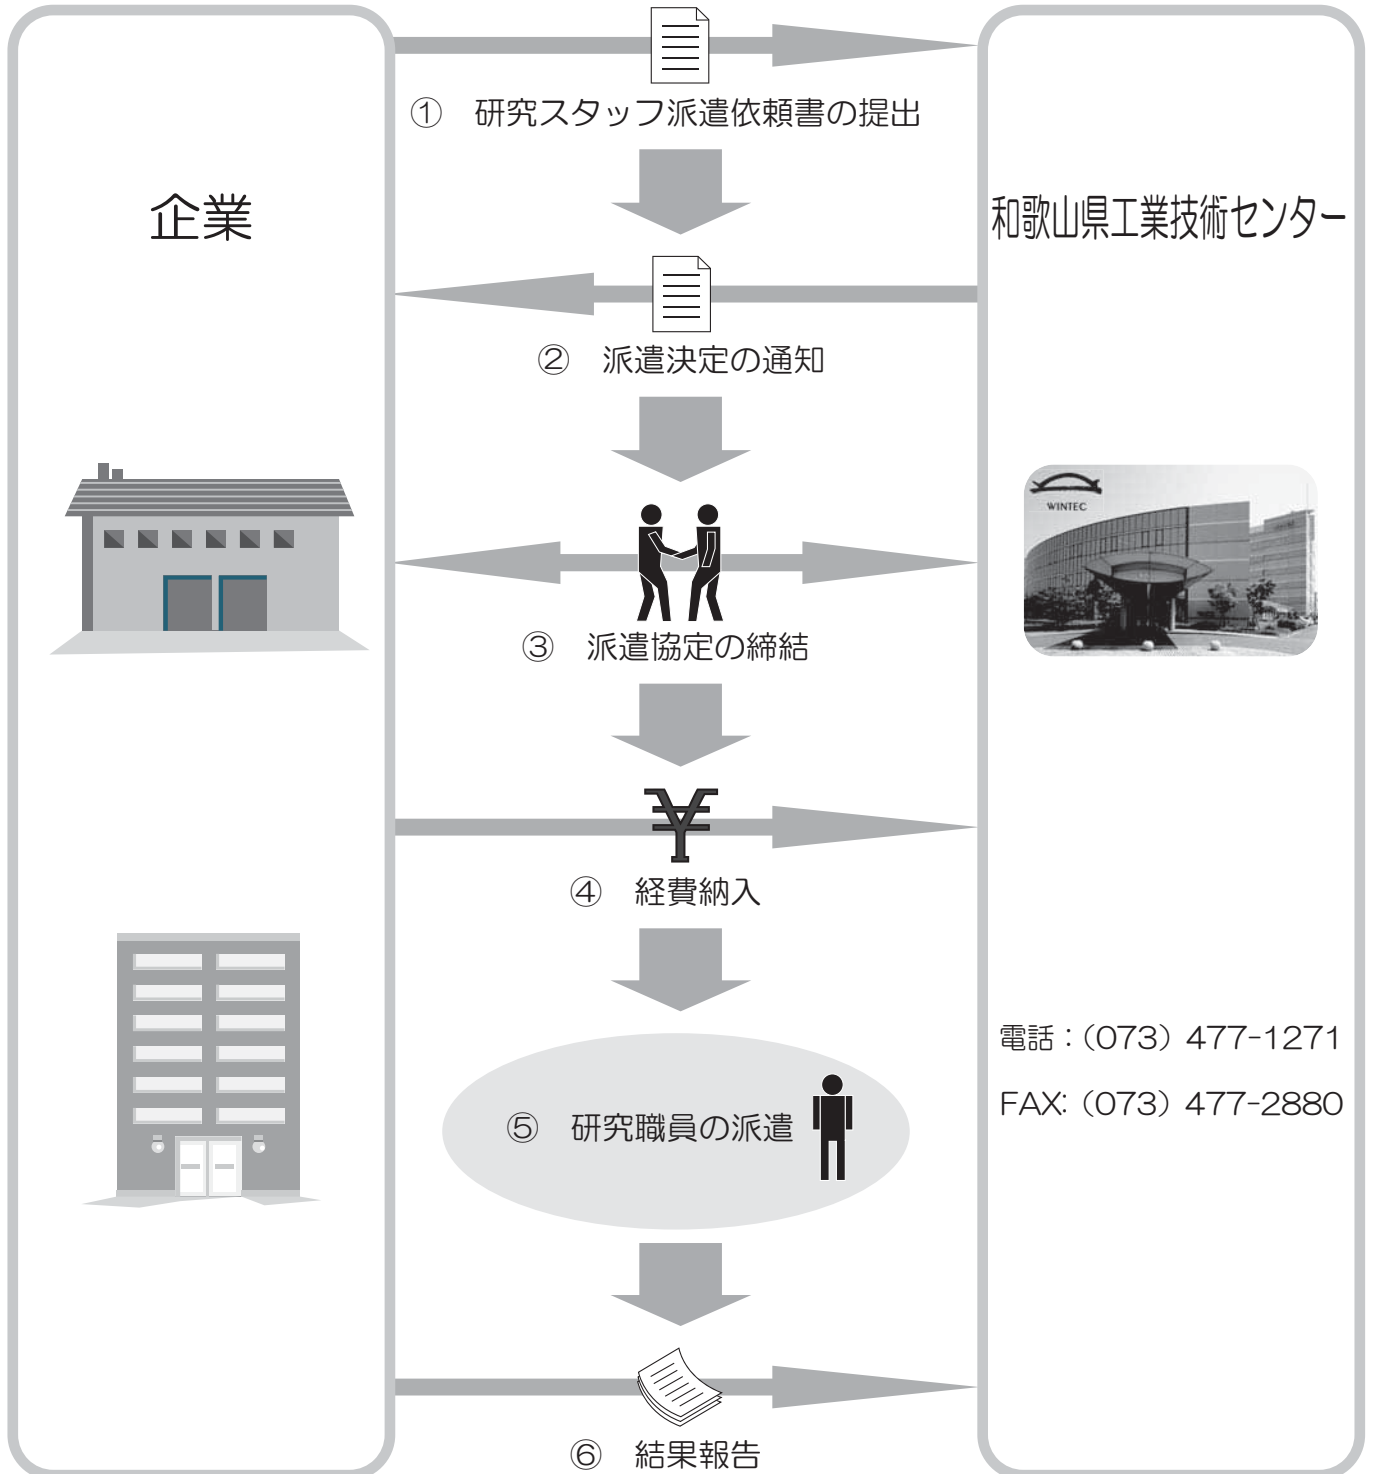 ① 研究スタッフ派遣依頼書の提出
企業
和歌山県工業技術センター
② 派遣決定の通知
WINTEC
③ 派遣協定の締結
¥
④ 経費納入
電話：(073) 477-1271
FAX: (073) 477-2880
⑤ 研究職員の派遣
⑥ 結果報告